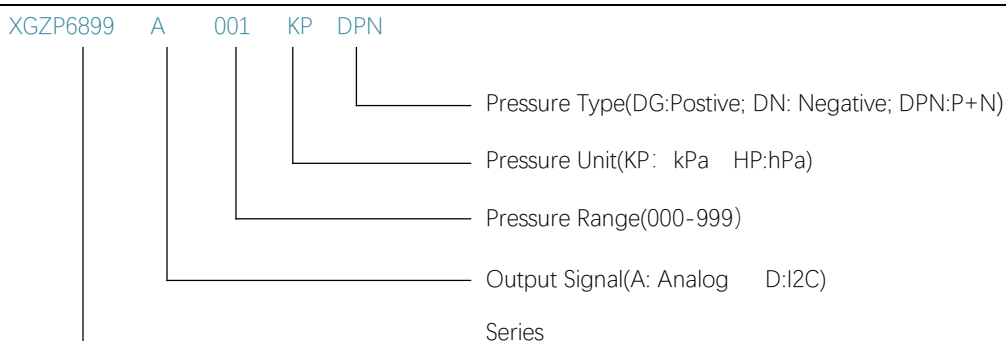 XGZP6899 A 001 KP DPN
Pressure Type(DG:Postive; DN: Negative; DPN:P+N)
Pressure Unit(KP： kPa HP:hPa)
Pressure Range(000-999）
Output Signal(A: Analog D:I2C)
Series